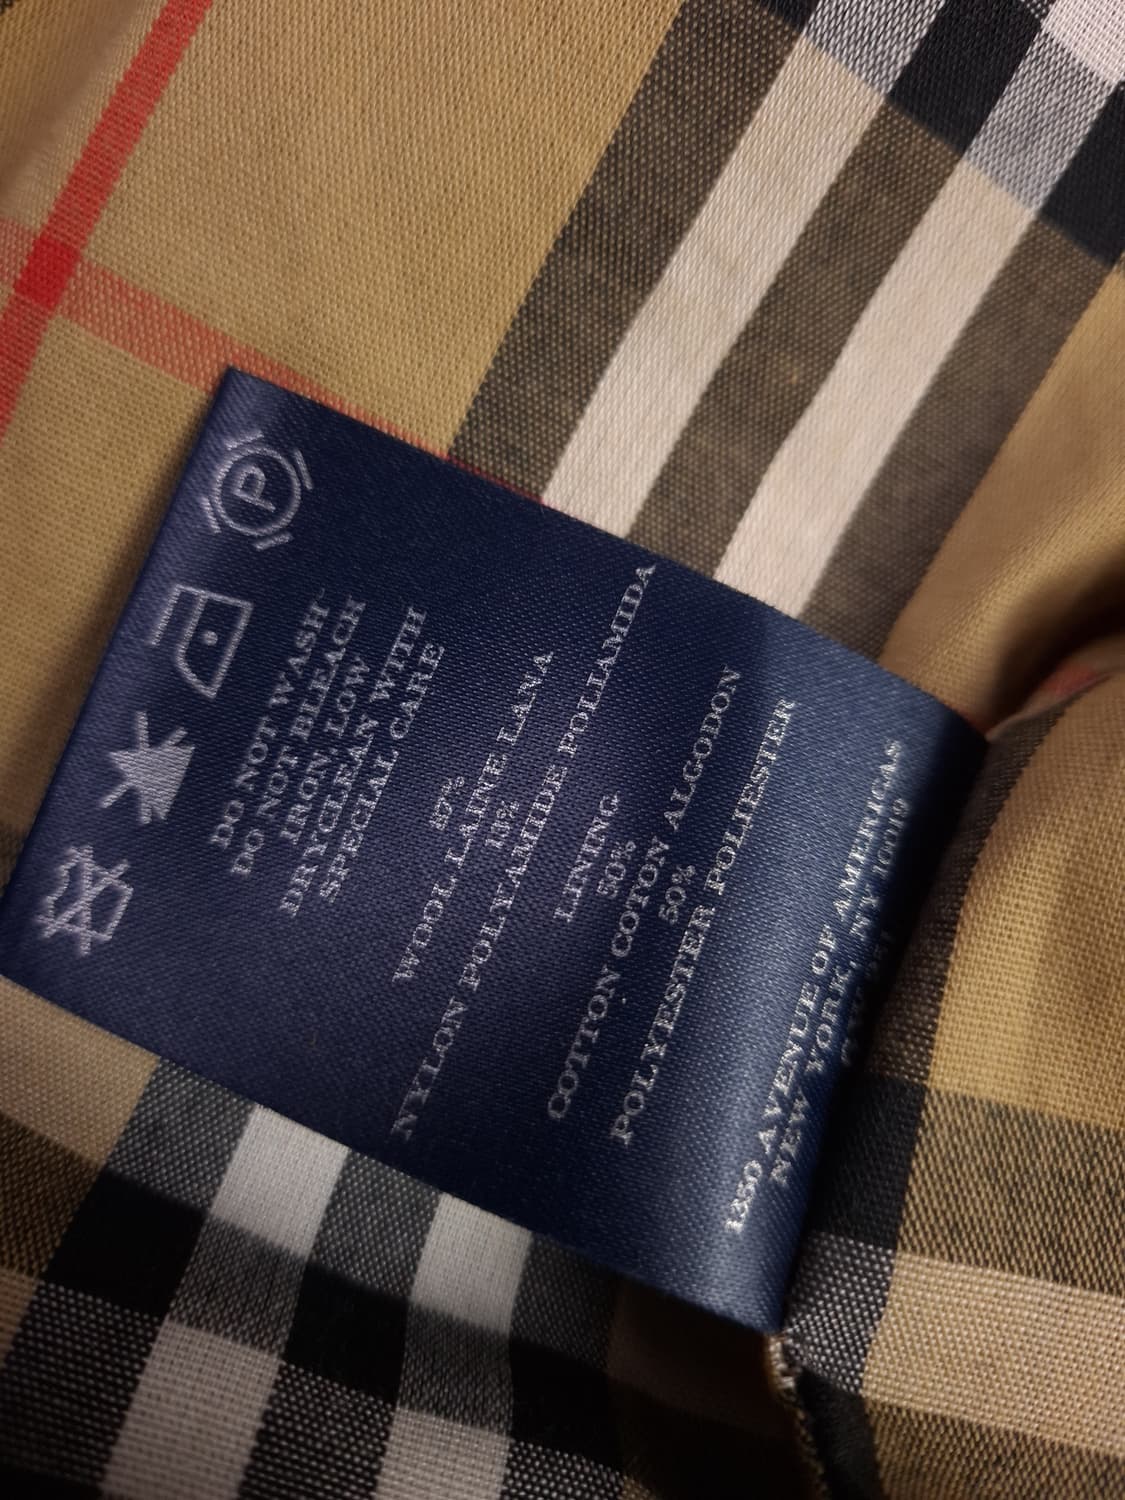 P
DO NOT WASH
DO NOT BLEACH
IRON, LOW
DRYCLEAN WITH
SPECIAL CARE
87%
WOOL LAINE LANA
13%
NYLON POLYAMIDE POLIAMIDA
LINING
50%
COTTON COTON ALGODON
50%
POLYESTER POLIESTER
1350 AVENUE OF AMERICAS
NEW YORK, NY 10019